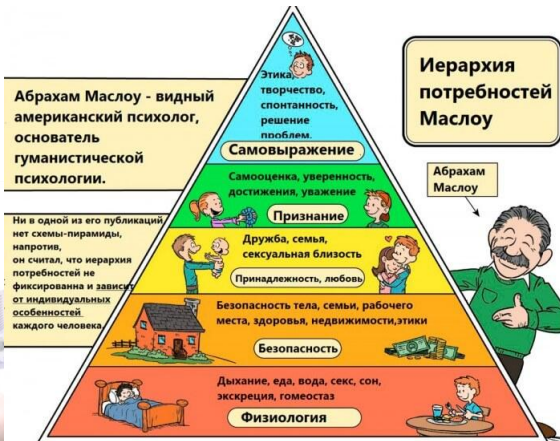 Иерархия
потребностей
Маслоу
Абрахам Маслоу - видный
американский психолог,
основатель
гуманистической
психологии.
Ни в одной из его публикаций
нет схемы-пирамиды,
напротив,
он считал, что иерархия
потребностей не
фиксированна и зависит
от индивидуальных
особенностей
каждого человека.
Абрахам
Маслоу
Этика,
творчество,
спонтанность,
решение
проблем.
Самовыражение
Самооценка, уверенность,
достижения, уважение
Признание
Дружба, семья,
сексуальная близость
Принадлежность, любовь
Безопасность тела, семьи, рабочего
места, здоровья, недвижимости,этики
Безопасность
Дыхание, еда, вода, секс, сон,
экскреция, гомеостаз
Физиология